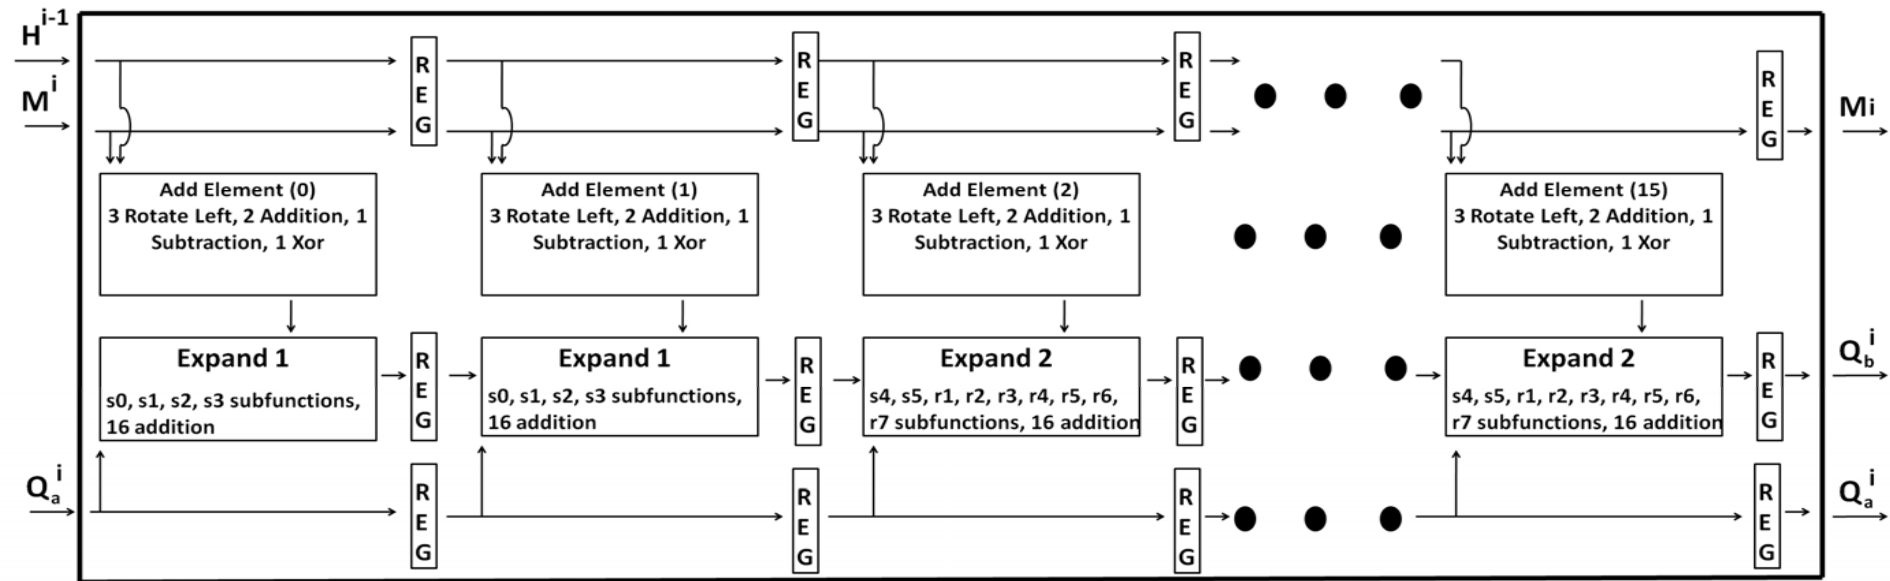 H^{i-1}
M^i
Q_a^i
R
E
G
R
E
G
R
E
G
R
E
G
Add Element (0)
3 Rotate Left, 2 Addition, 1
Subtraction, 1 Xor
Add Element (1)
3 Rotate Left, 2 Addition, 1
Subtraction, 1 Xor
Add Element (2)
3 Rotate Left, 2 Addition, 1
Subtraction, 1 Xor
Add Element (15)
3 Rotate Left, 2 Addition, 1
Subtraction, 1 Xor
Expand 1
s0, s1, s2, s3 subfunctions,
16 addition
R
E
G
Expand 1
s0, s1, s2, s3 subfunctions,
16 addition
R
E
G
Expand 2
s4, s5, r1, r2, r3, r4, r5, r6,
r7 subfunctions, 16 addition
R
E
G
Expand 2
s4, s5, r1, r2, r3, r4, r5, r6,
r7 subfunctions, 16 addition
R
E
G
R
E
G
R
E
G
R
E
G
R
E
G
Mi
Q_b^i
Q_a^i